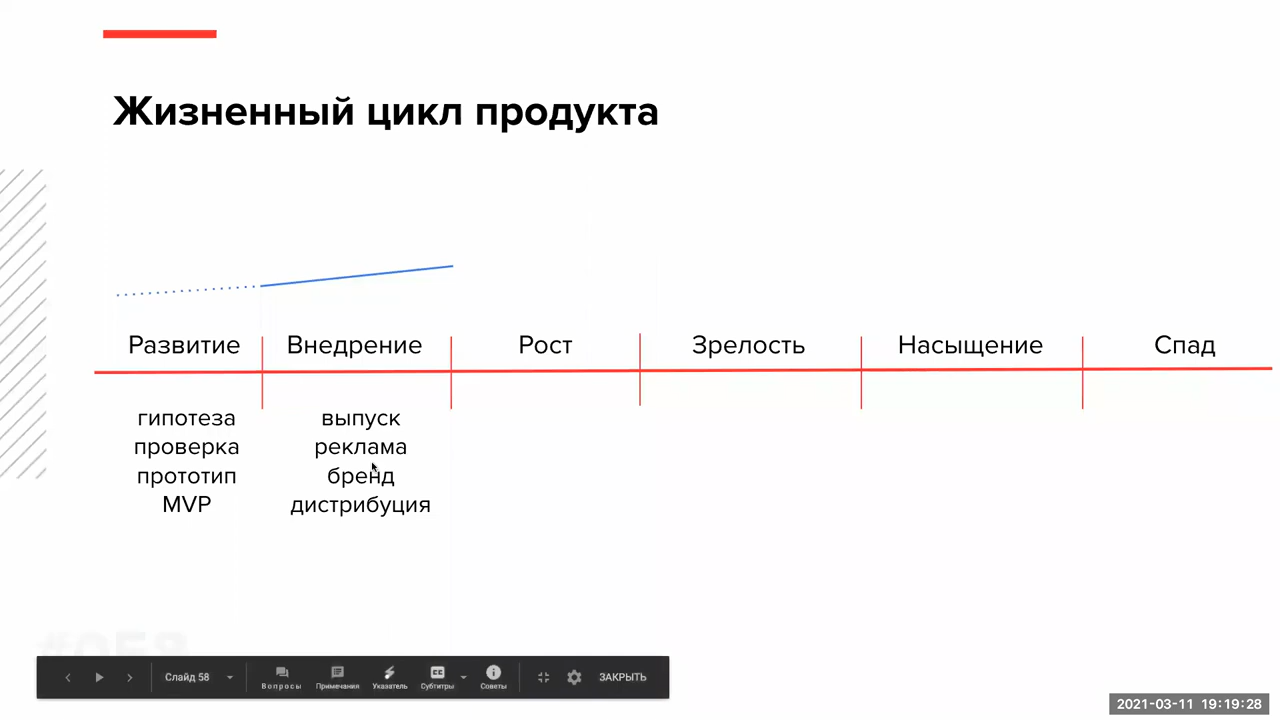 Жизненный цикл продукта
Развитие
Внедрение
Рост
Зрелость
Насыщение
Спад
гипотеза
проверка
прототип
MVP
выпуск
реклама
бренд
дистрибуция
Слайд 58
Вопросы
Примечания
Указатель
Субтитры
Советы
ЗАКРЫТЬ
2021-03-11 19:19:28